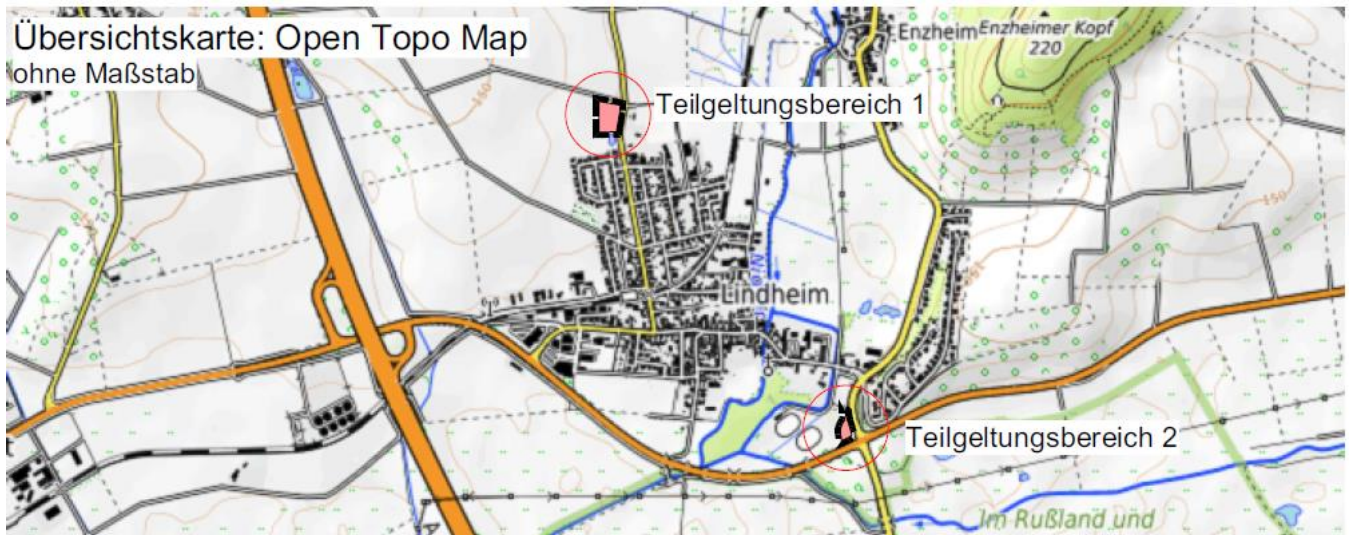 Übersichtskarte: Open Topo Map
ohne Maßstab
Enzheim
Enzheimer Kopf
220
150
Teilgeltungsbereich 1
150
Lindheim
Teilgeltungsbereich 2
Im Rußland und